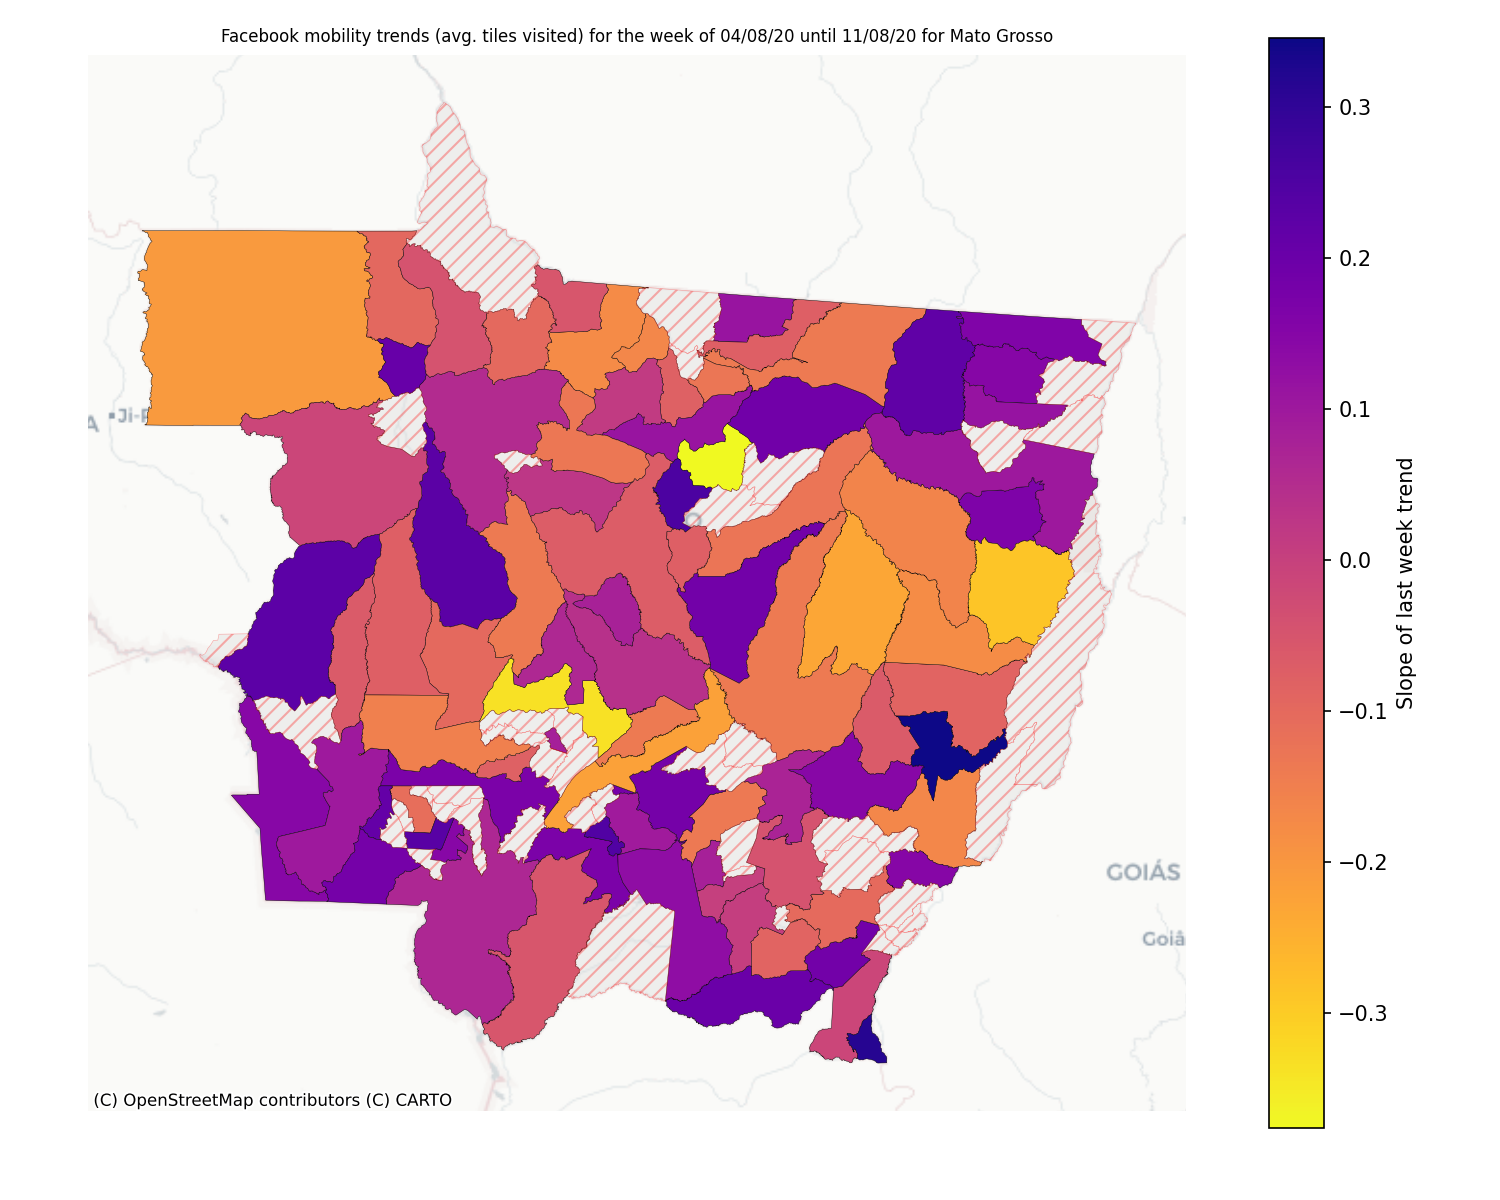 Facebook mobility trends (avg. tiles visited) for the week of 04/08/20 until 11/08/20 for Mato Grosso
0.3
0.2
0.1
0.0
−0.1
−0.2
−0.3
Slope of last week trend
GOIÁS
(C) OpenStreetMap contributors (C) CARTO